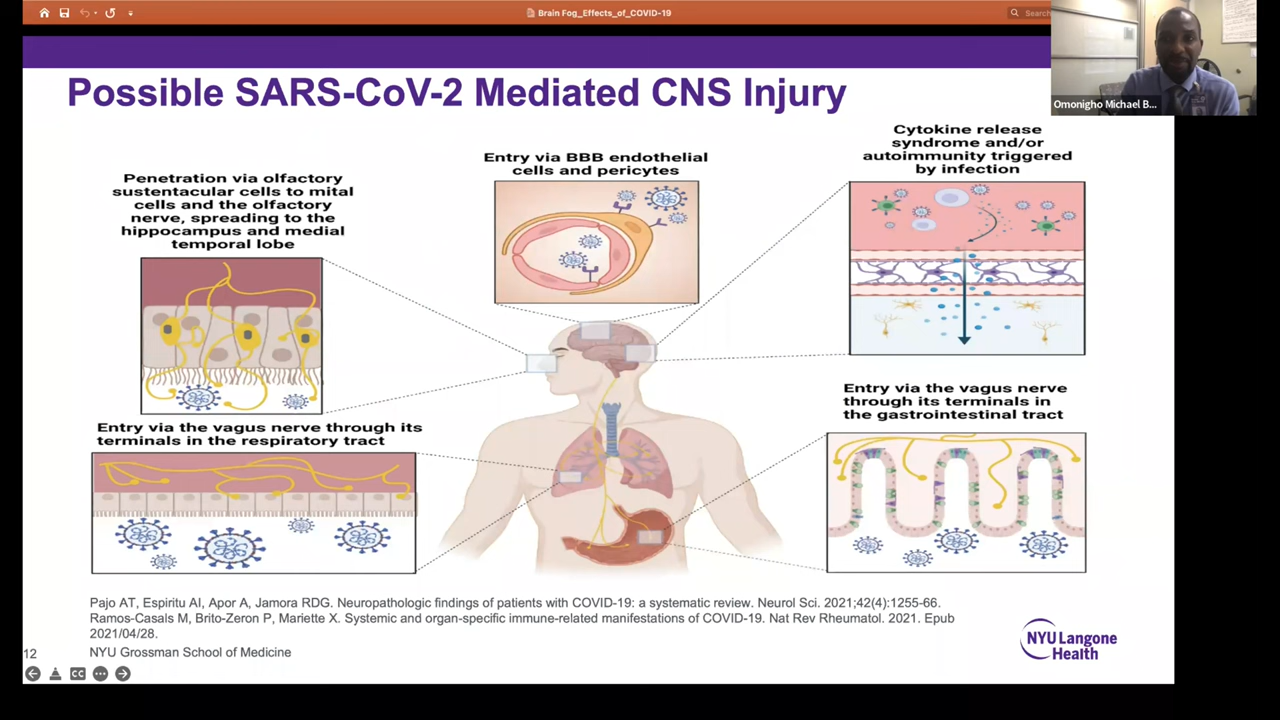 Brain Fog_Effects_of_COVID-19
Search
Omonigho Michael B...
Possible SARS-CoV-2 Mediated CNS Injury
Penetration via olfactory
sustentacular cells to mital
cells and the olfactory
nerve, spreading to the
hippocampus and medial
temporal lobe
Entry via BBB endothelial
cells and pericytes
Cytokine release
syndrome and/or
autoimmunity triggered
by infection
Entry via the vagus nerve through its
terminals in the respiratory tract
Entry via the vagus nerve
through its terminals in
the gastrointestinal tract
Pajo AT, Espiritu AI, Apor A, Jamora RDG. Neuropathologic findings of patients with COVID-19: a systematic review. Neurol Sci. 2021;42(4):1255-66.
Ramos-Casals M, Brito-Zeron P, Mariette X. Systemic and organ-specific immune-related manifestations of COVID-19. Nat Rev Rheumatol. 2021. Epub
2021/04/28.
12
NYU Grossman School of Medicine
NYU Langone
Health
CC